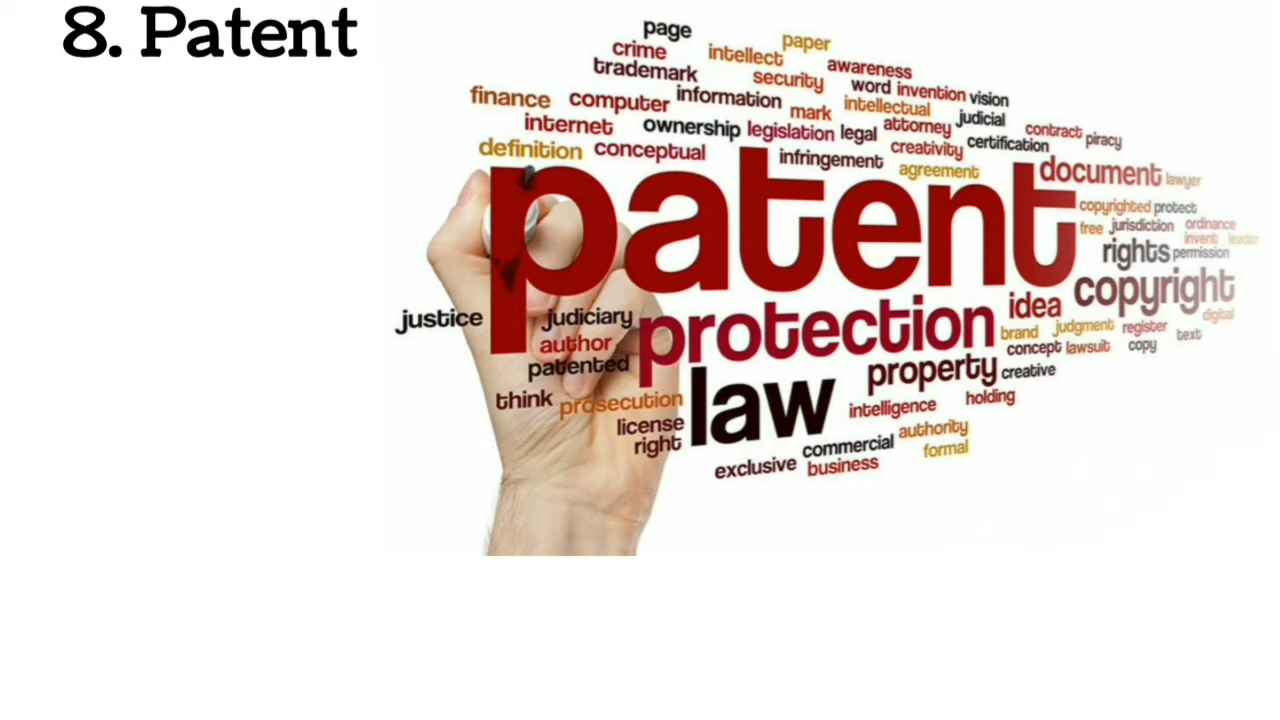 8. Patent
page
crime
intellect
paper
trademark
security
awareness
word
invention
vision
finance
computer
information
mark
intellectual
judicial
internet
ownership
legislation
legal
attorney
contract
piracy
definition
conceptual
infringement
creativity
certification
agreement
document
lawyer
patent
copyrighted
protect
free
jurisdiction
ordinance
invent
leader
rights
permission
copyright
digital
justice
judiciary
protection
idea
author
brand
judgment
register
text
patented
concept
lawsuit
copy
property
creative
think
prosecution
law
intelligence
holding
license
right
commercial
authority
exclusive
business
formal